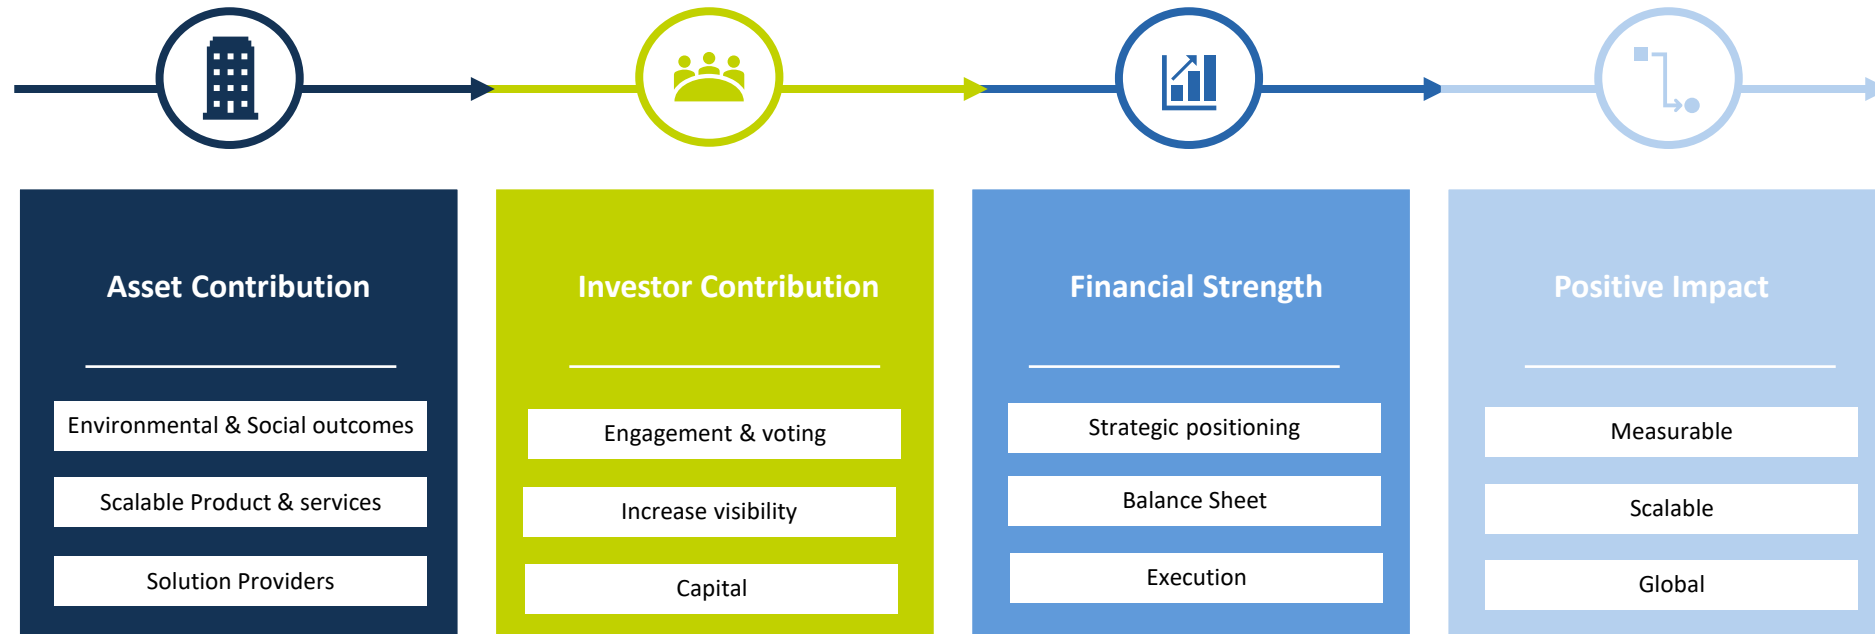 Asset Contribution
Environmental & Social outcomes
Scalable Product & services
Solution Providers
Investor Contribution
Engagement & voting
Increase visibility
Capital
Financial Strength
Strategic positioning
Balance Sheet
Execution
Positive Impact
Measurable
Scalable
Global